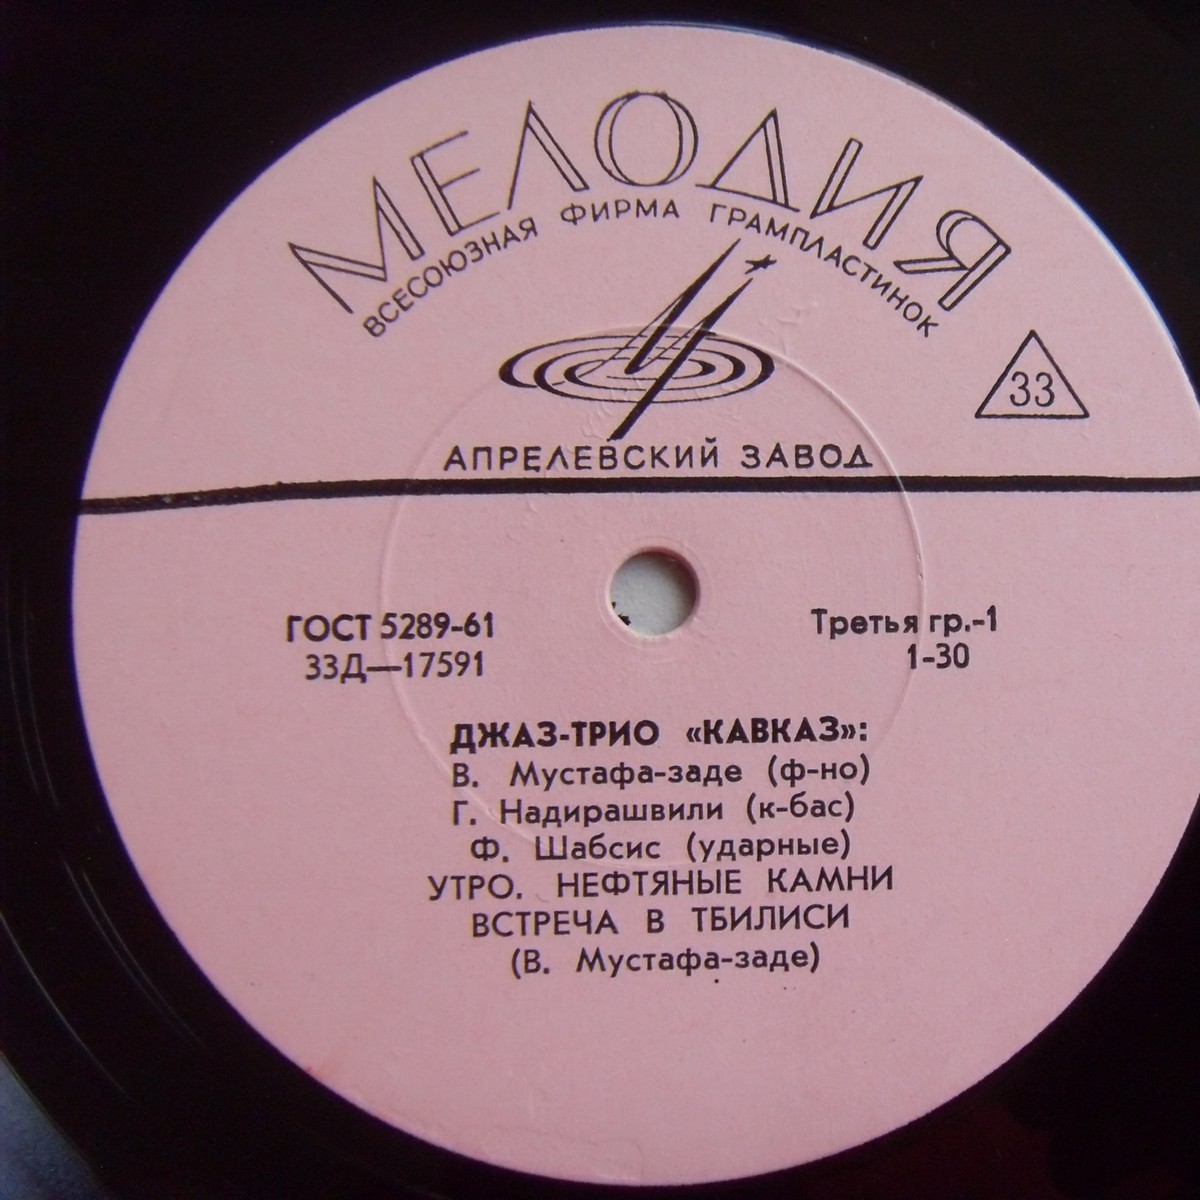 МЕЛОДИЯ
ВСЕСОЮЗНАЯ ФИРМА ГРАМПЛАСТИНОК
33
АПРЕЛЕВСКИЙ ЗАВОД
ГОСТ 5289-61
33Д—17591
Третья гр.-1
1-30
ДЖАЗ-ТРИО «КАВКАЗ»:
В. Мустафа-заде (ф-но)
Г. Надирашвили (к-бас)
Ф. Шабсис (ударные)
УТРО. НЕФТЯНЫЕ КАМНИ
ВСТРЕЧА В ТБИЛИСИ
(В. Мустафа-заде)